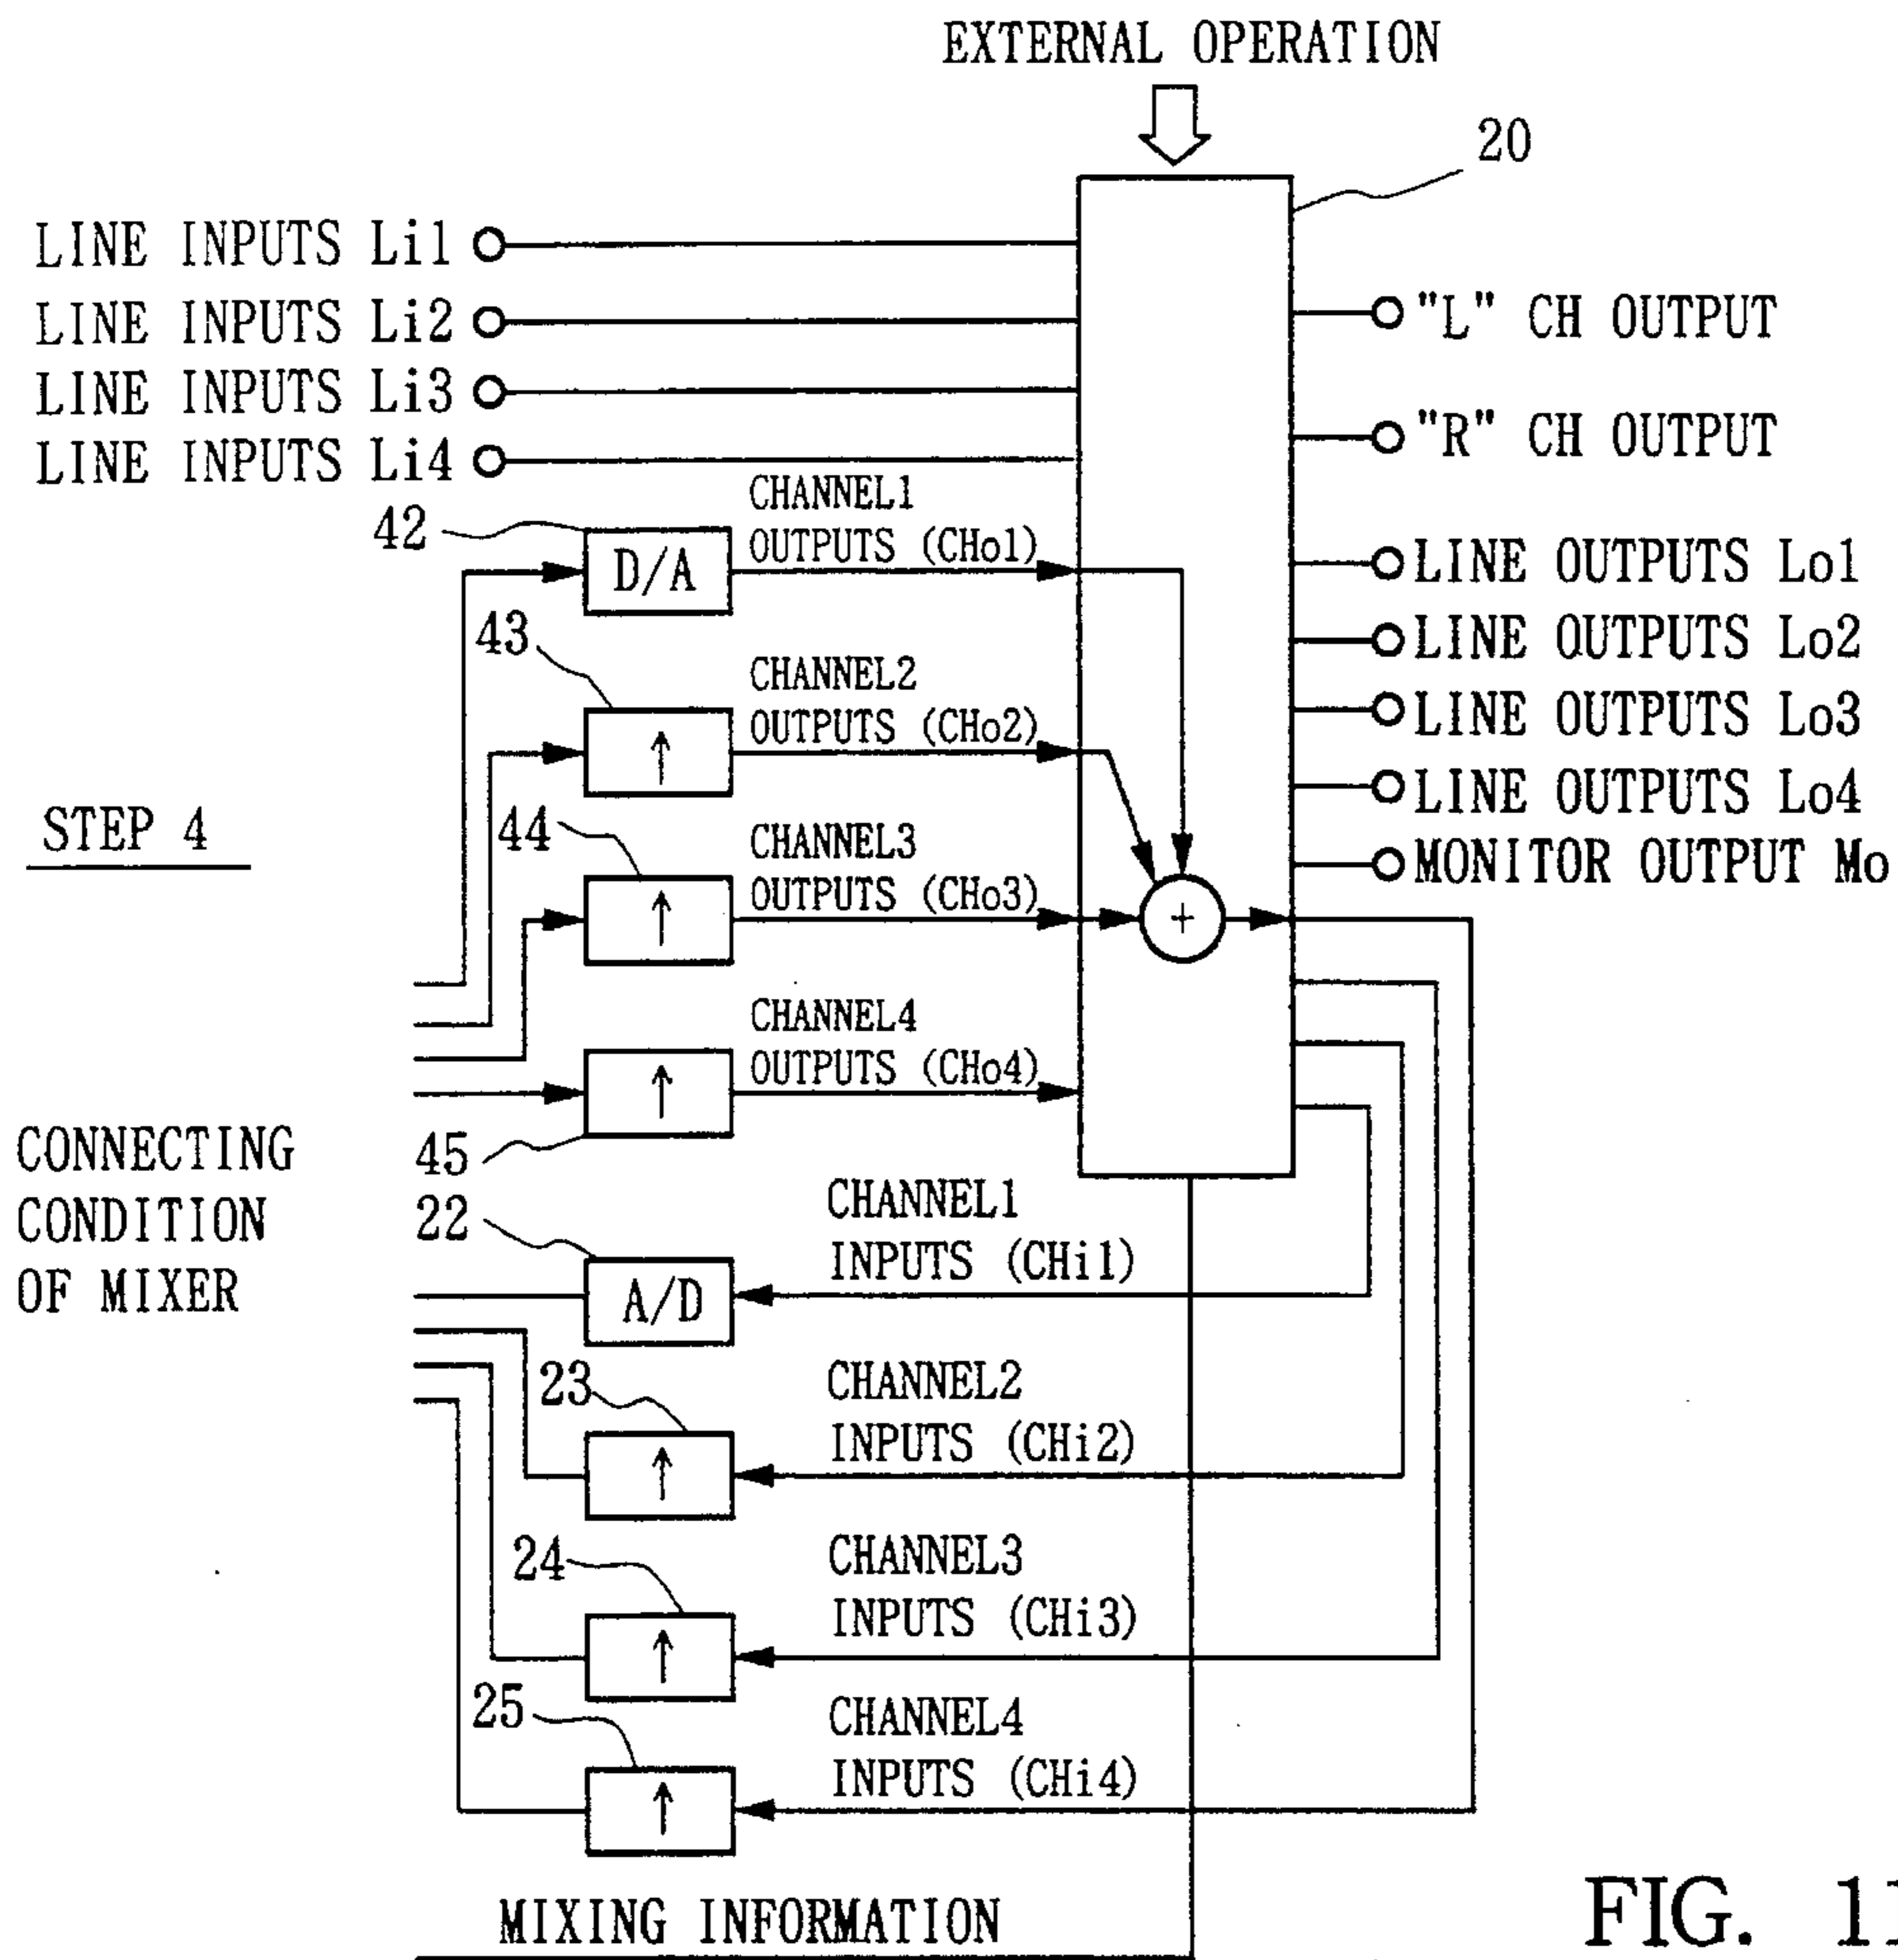 EXTERNAL OPERATION
20
LINE INPUTS Li1
LINE INPUTS Li2
LINE INPUTS Li3
LINE INPUTS Li4
"L" CH OUTPUT
"R" CH OUTPUT
LINE OUTPUTS Lo1
LINE OUTPUTS Lo2
LINE OUTPUTS Lo3
LINE OUTPUTS Lo4
MONITOR OUTPUT Mo
42
D/A
CHANNEL1
OUTPUTS (CHo1)
43
↑
CHANNEL2
OUTPUTS (CHo2)
STEP 4
44
↑
CHANNEL3
OUTPUTS (CHo3)
+
↑
CHANNEL4
OUTPUTS (CHo4)
45
CONNECTING
CONDITION
OF MIXER
22
A/D
CHANNEL1
INPUTS (CHi1)
23
↑
CHANNEL2
INPUTS (CHi2)
24
↑
CHANNEL3
INPUTS (CHi3)
25
↑
CHANNEL4
INPUTS (CHi4)
MIXING INFORMATION
FIG. 11